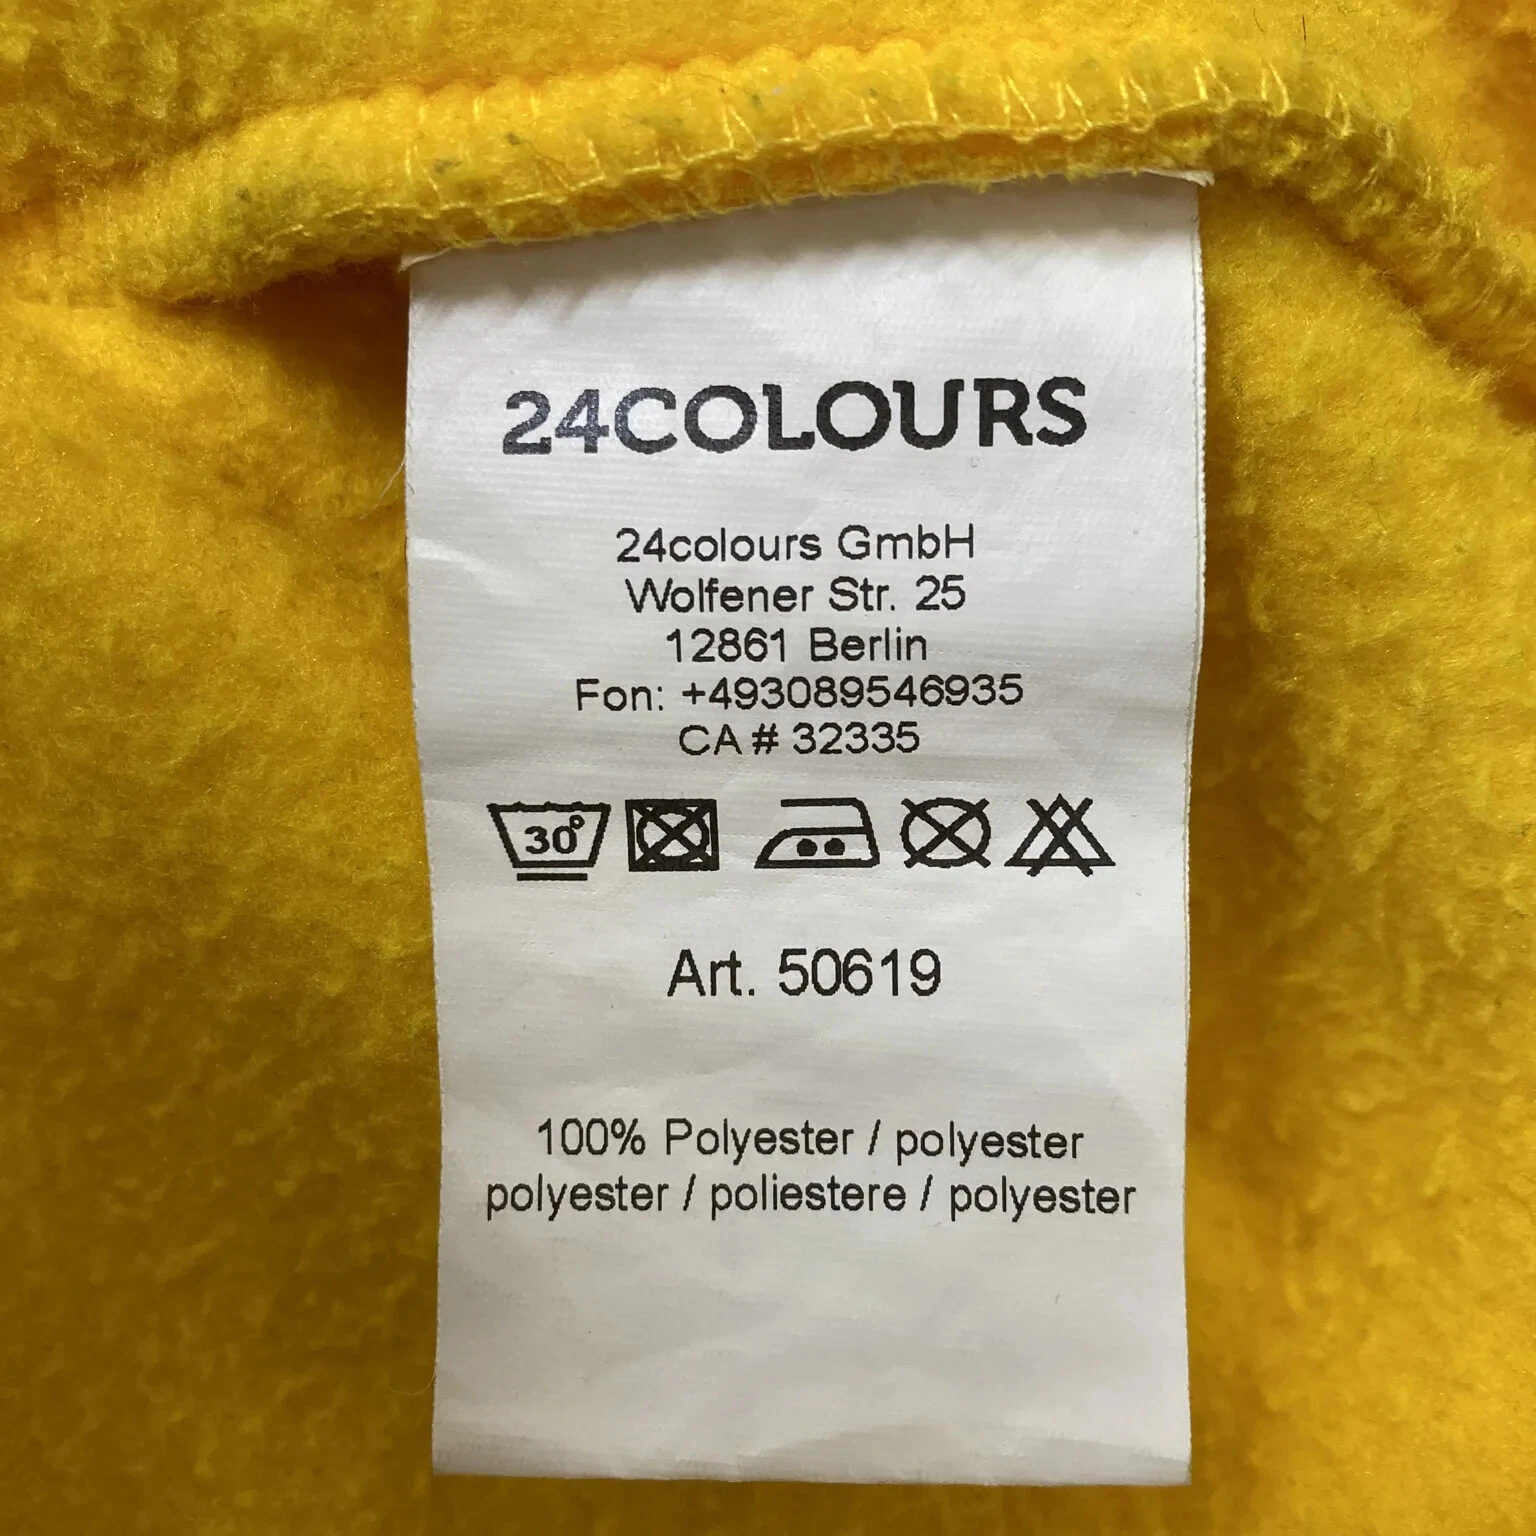 24COLOURS
24colours GmbH
Wolfener Str. 25
12861 Berlin
Fon: +493089546935
CA # 32335
30°
Art. 50619
100% Polyester / polyester
polyester / poliestere / polyester